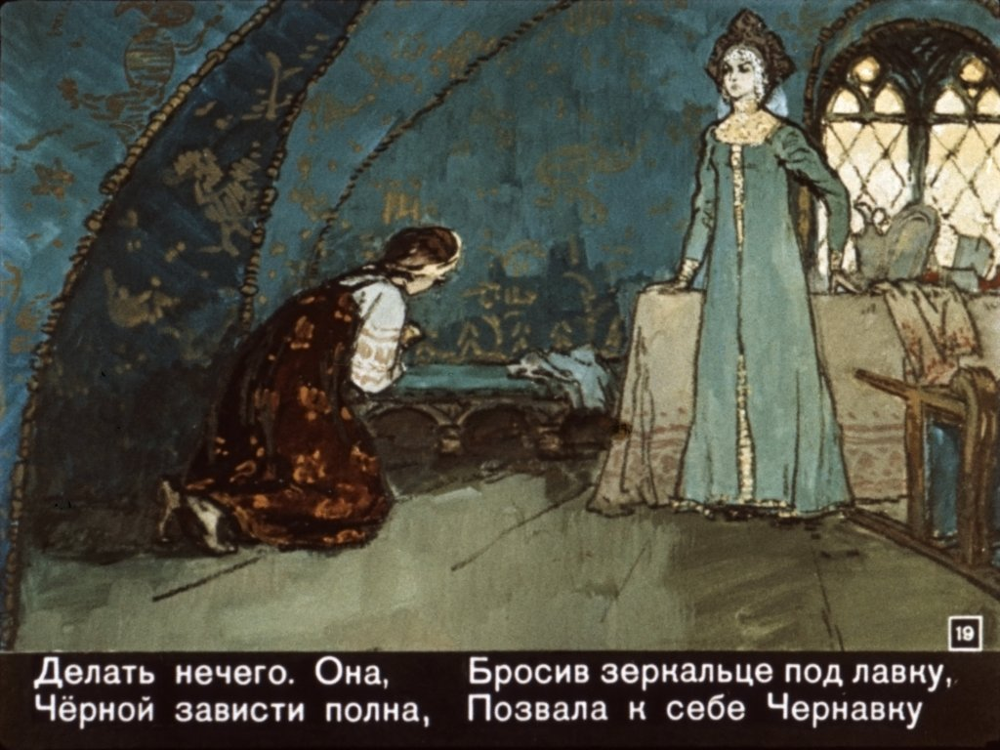 19
Делать нечего. Она,
Чёрной зависти полна,
Бросив зеркальце под лавку,
Позвала к себе Чернавку